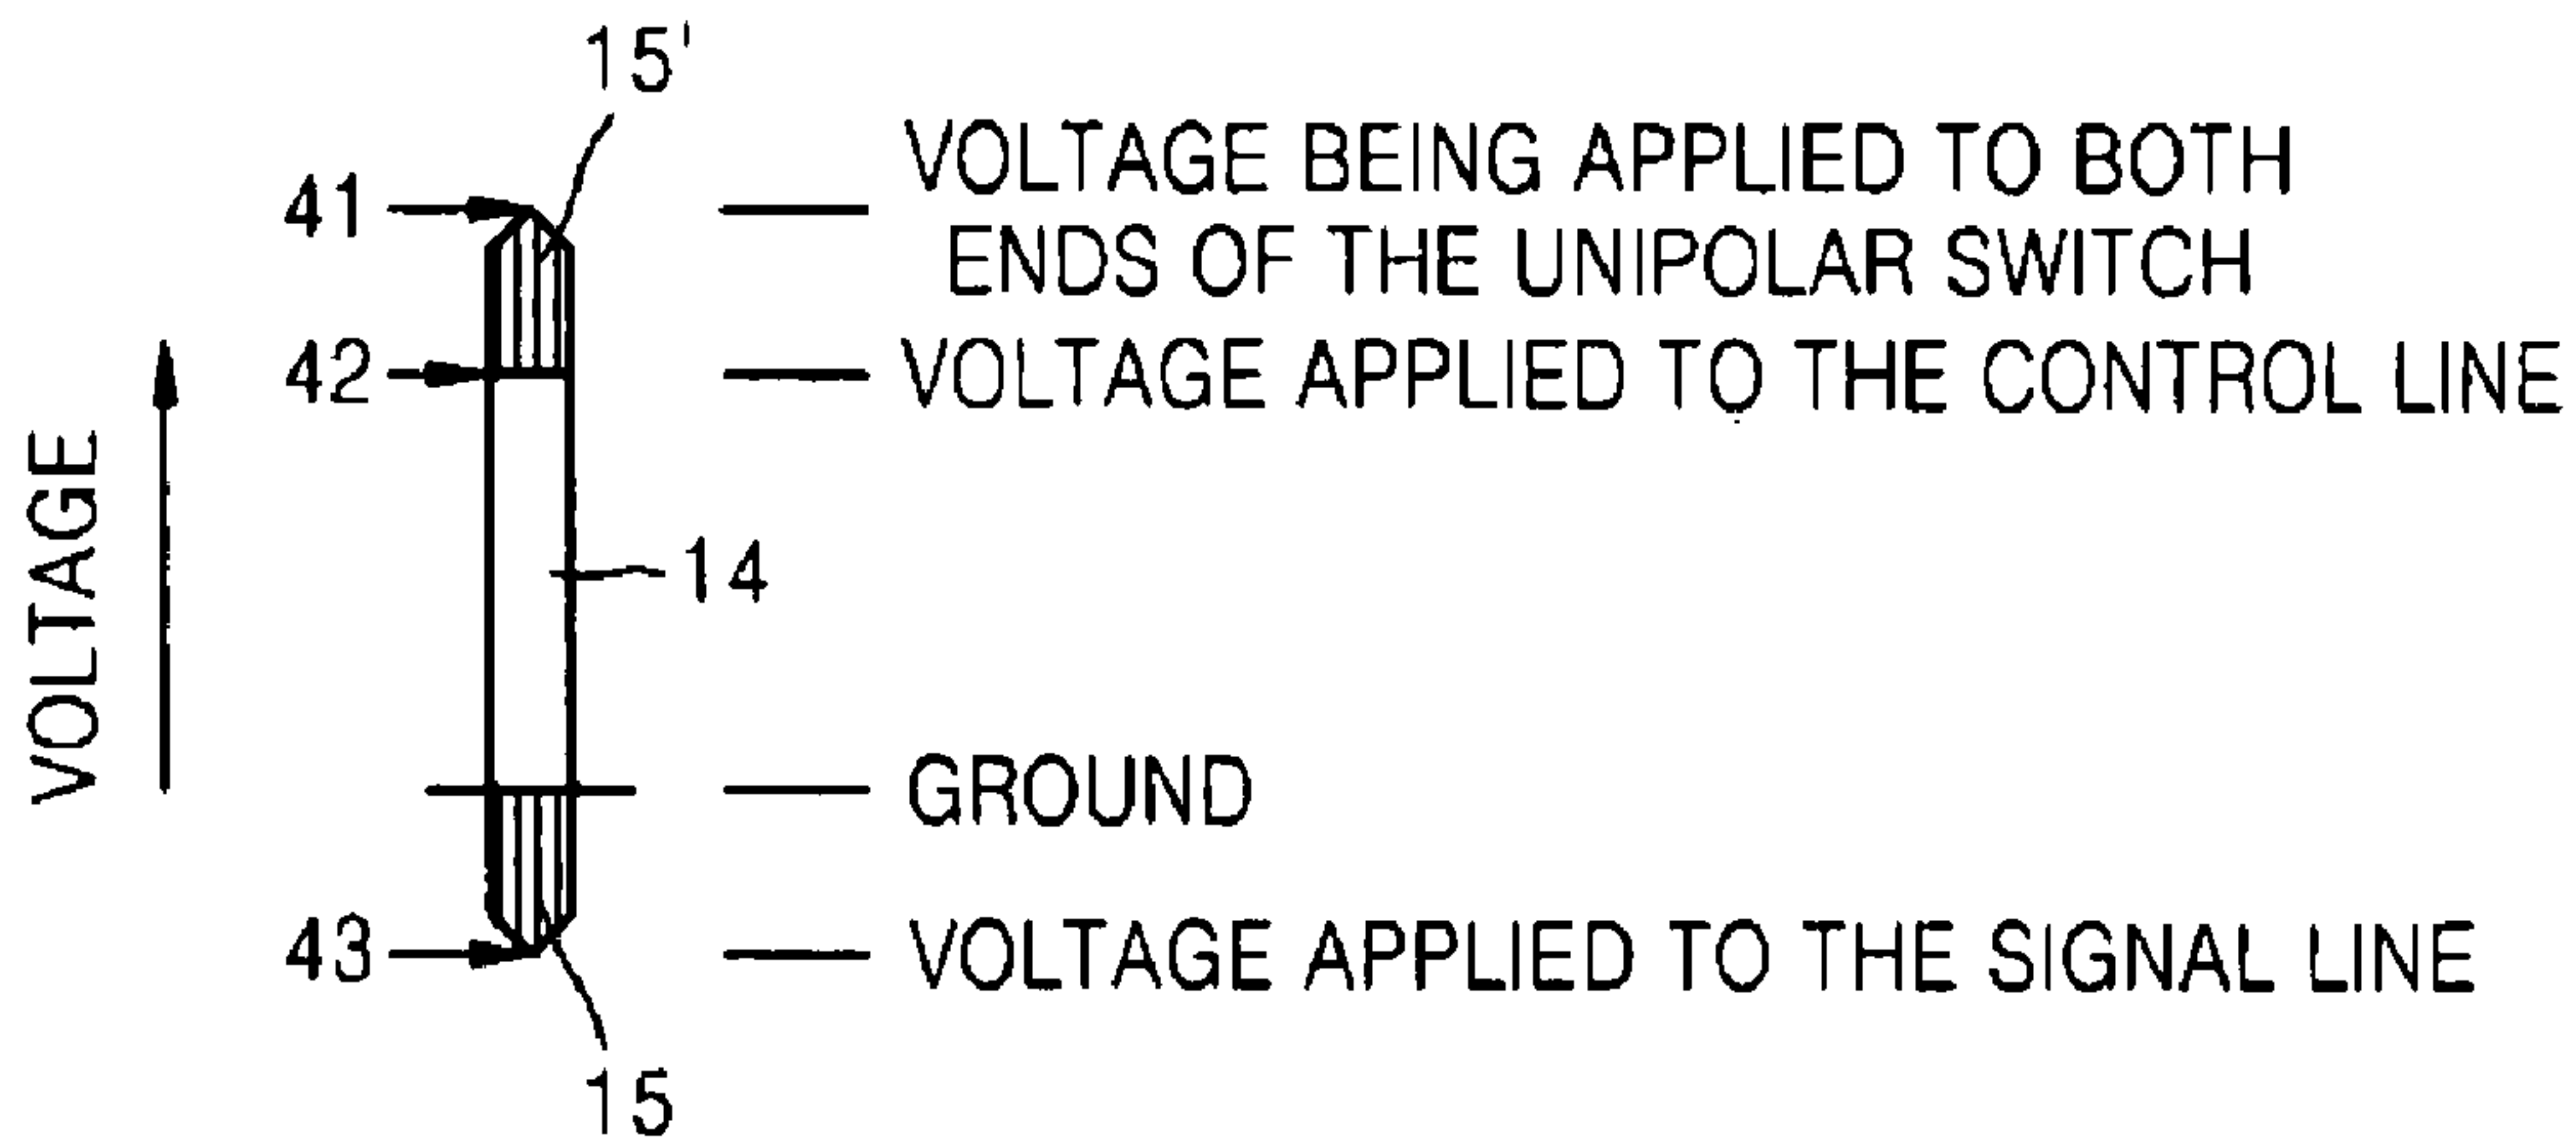 15'
41
VOLTAGE BEING APPLIED TO BOTH
ENDS OF THE UNIPOLAR SWITCH
42
VOLTAGE APPLIED TO THE CONTROL LINE
VOLTAGE
14
GROUND
43
VOLTAGE APPLIED TO THE SIGNAL LINE
15